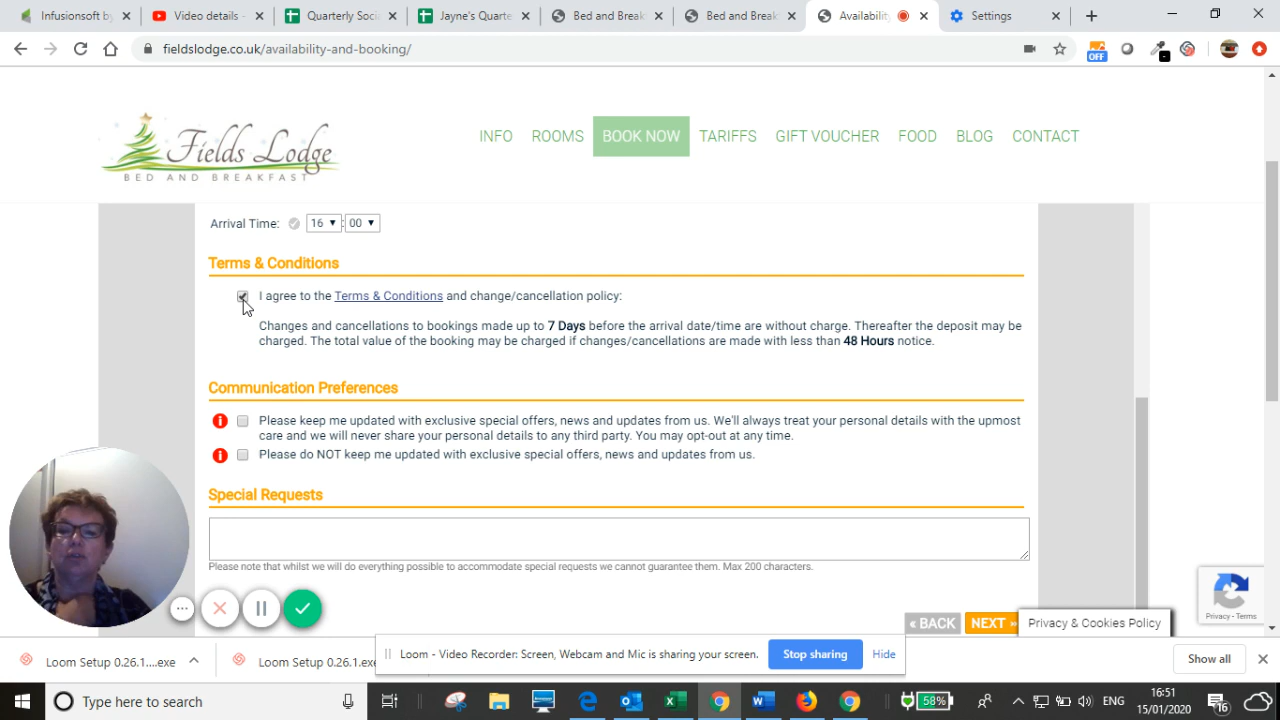 Infusionsoft by
Video details -
Quarterly Soci
Jayne's Quarte
Bed and Break
Bed and Break
Availability
Settings
fieldslodge.co.uk/availability-and-booking/
OFF
Fields Lodge
BED AND BREAKFAST
INFO
ROOMS
BOOK NOW
TARIFFS
GIFT VOUCHER
FOOD
BLOG
CONTACT
Arrival Time: 16 : 00
Terms & Conditions
I agree to the Terms & Conditions and change/cancellation policy:
Changes and cancellations to bookings made up to 7 Days before the arrival date/time are without charge. Thereafter the deposit may be
charged. The total value of the booking may be charged if changes/cancellations are made with less than 48 Hours notice.
Communication Preferences
Please keep me updated with exclusive special offers, news and updates from us. We'll always treat your personal details with the upmost
care and we will never share your personal details to any third party. You may opt-out at any time.
Please do NOT keep me updated with exclusive special offers, news and updates from us.
Special Requests
Please note that whilst we will do everything possible to accommodate special requests we cannot guarantee them. Max 200 characters.
« BACK
NEXT »
Privacy & Cookies Policy
Privacy - Terms
Loom Setup 0.26.1....exe
Loom Setup 0.26.1.exe
Loom - Video Recorder: Screen, Webcam and Mic is sharing your screen.
Stop sharing
Hide
Show all
Type here to search
58%
ENG
16:51
15/01/2020
16